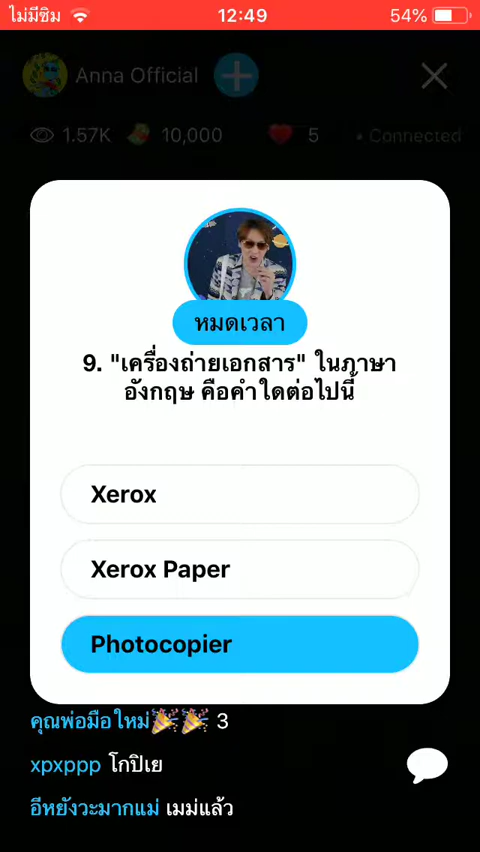 ไม่มีซิม 12:49 54%
Anna Official
1.57K 10,000 5 • Connected
หมดเวลา
9. "เครื่องถ่ายเอกสาร" ในภาษา
อังกฤษ คือคำใดต่อไปนี้
Xerox
Xerox Paper
Photocopier
คุณพ่อมือใหม่🎉🎉 3
xpxppp โกปิเย
อีหยังวะมากแม่ เมม่แล้ว